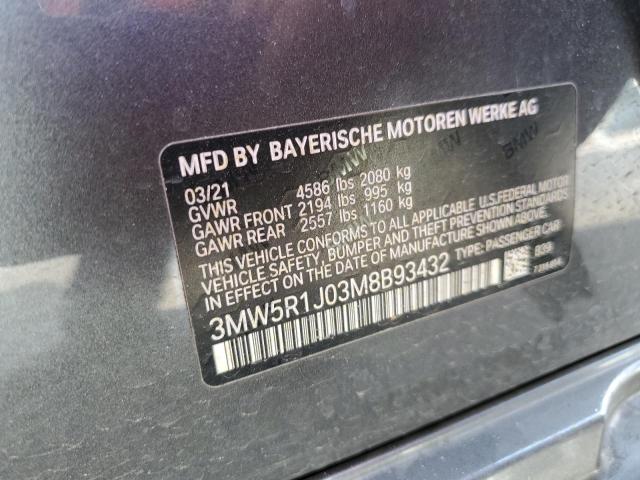 MFD BY BAYERISCHE MOTOREN WERKE AG
03/21
GVWR 4586 lbs 2080 kg
GAWR FRONT 2194 lbs 995 kg
GAWR REAR 2557 lbs 1160 kg
THIS VEHICLE CONFORMS TO ALL APPLICABLE U.S.FEDERAL MOTOR
VEHICLE SAFETY, BUMPER AND THEFT PREVENTION STANDARDS
IN EFFECT ON THE DATE OF MANUFACTURE SHOWN ABOVE.
3MW5R1J03M8B93432 TYPE: PASSENGER CAR